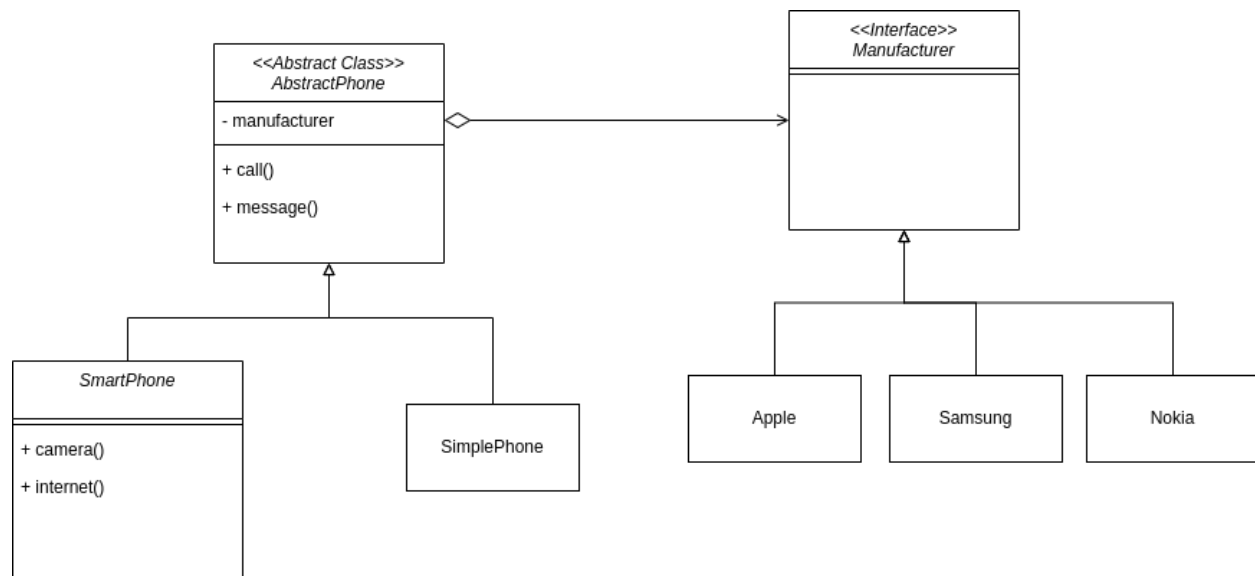 <<Abstract Class>>
AbstractPhone
- manufacturer
+ call()
+ message()
<<Interface>>
Manufacturer
SmartPhone
+ camera()
+ internet()
SimplePhone
Apple
Samsung
Nokia